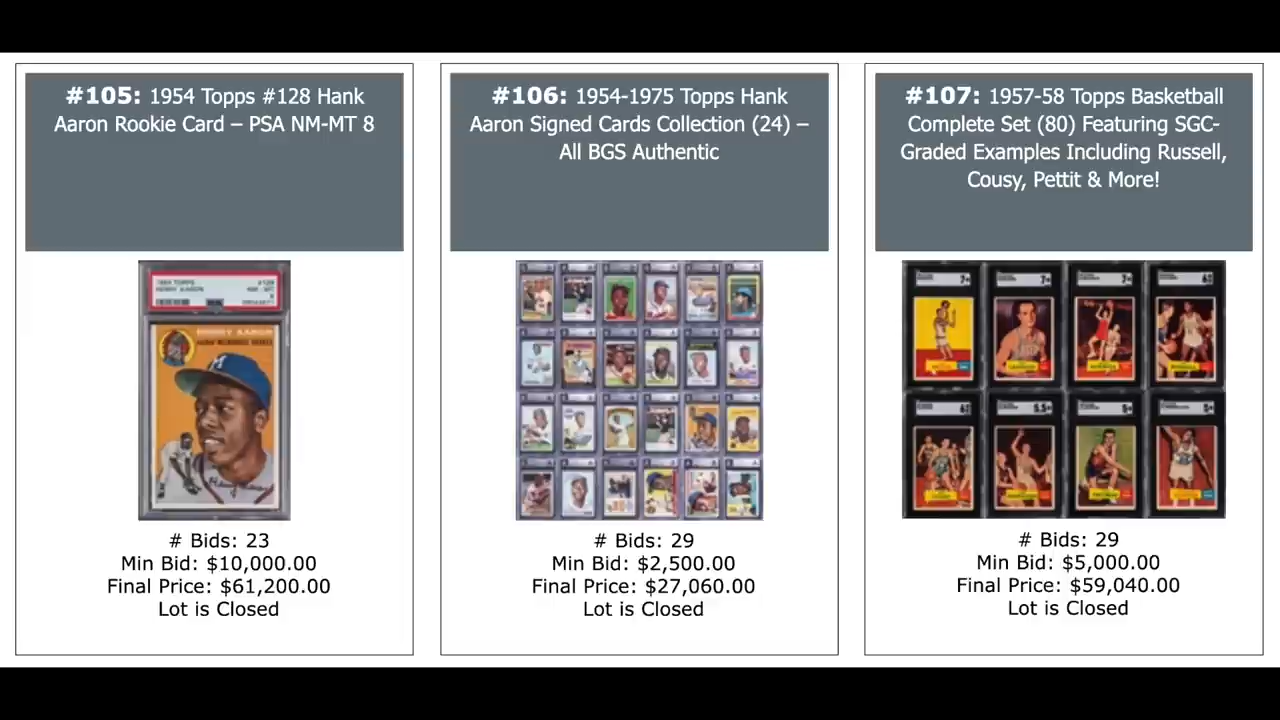 #105: 1954 Topps #128 Hank
Aaron Rookie Card – PSA NM-MT 8
# Bids: 23
Min Bid: $10,000.00
Final Price: $61,200.00
Lot is Closed
#106: 1954-1975 Topps Hank
Aaron Signed Cards Collection (24) –
All BGS Authentic
# Bids: 29
Min Bid: $2,500.00
Final Price: $27,060.00
Lot is Closed
#107: 1957-58 Topps Basketball
Complete Set (80) Featuring SGC-
Graded Examples Including Russell,
Cousy, Pettit & More!
# Bids: 29
Min Bid: $5,000.00
Final Price: $59,040.00
Lot is Closed